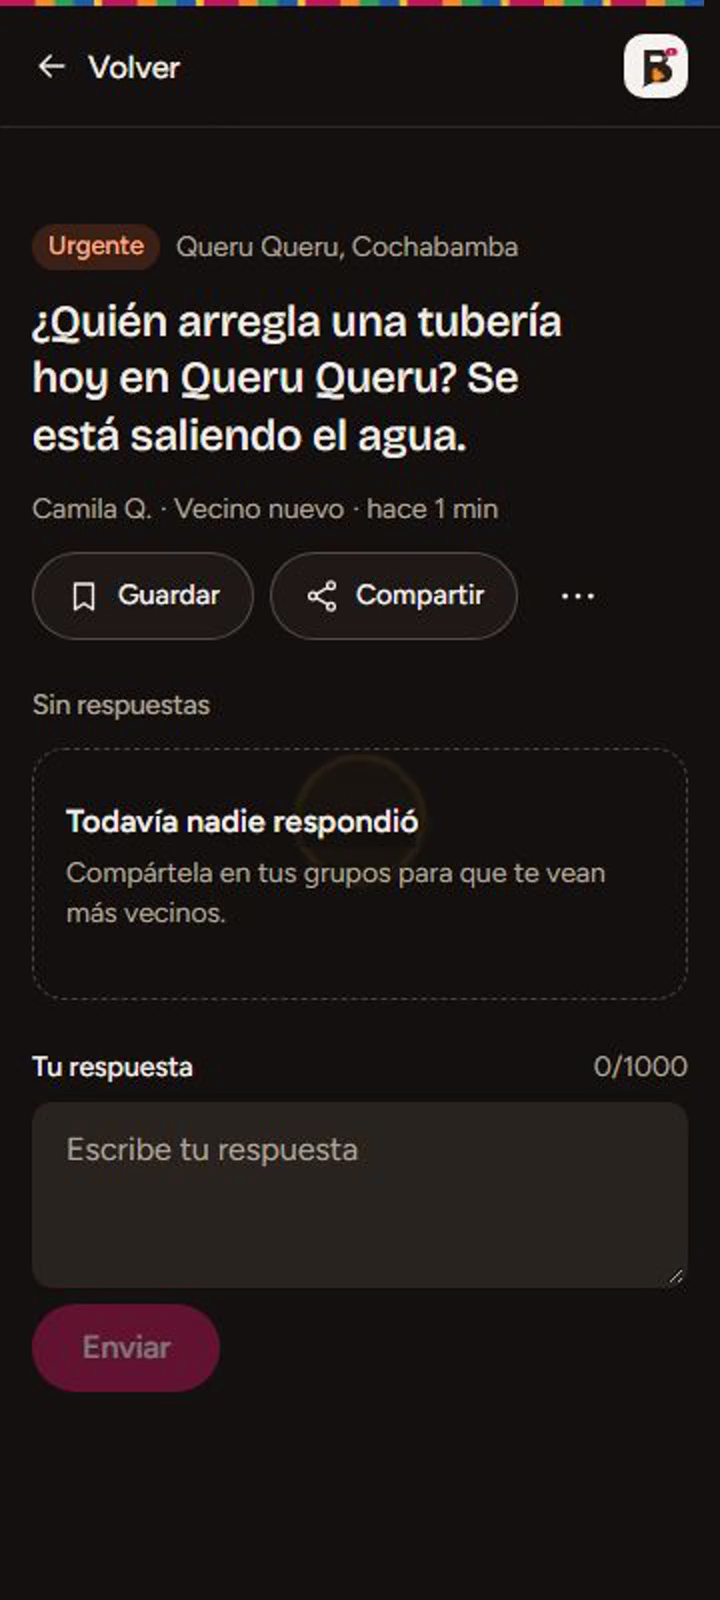 Volver
B
Urgente
Queru Queru, Cochabamba
¿Quién arregla una tubería
hoy en Queru Queru? Se
está saliendo el agua.
Camila Q. · Vecino nuevo · hace 1 min
Guardar
Compartir
Sin respuestas
Todavía nadie respondió
Compártela en tus grupos para que te vean
más vecinos.
Tu respuesta
0/1000
Escribe tu respuesta
Enviar